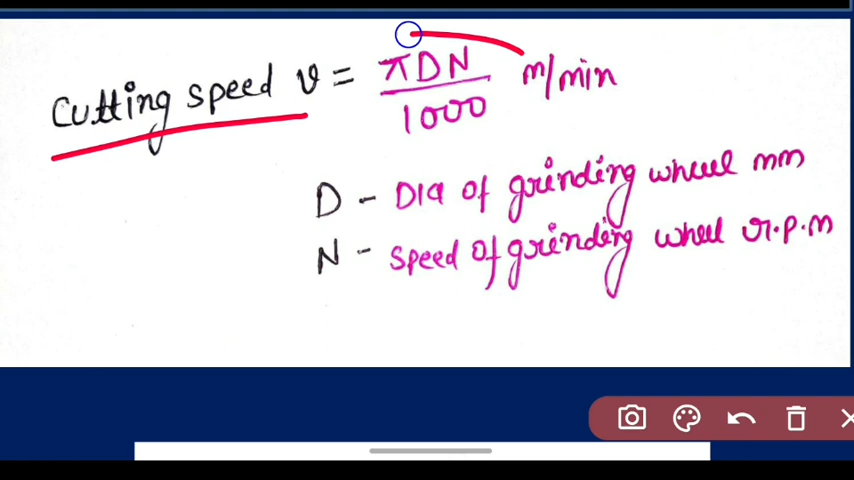 Cutting speed v = πDN/1000 m/min
D - Dia of grinding wheel mm
N - Speed of grinding wheel r.p.m